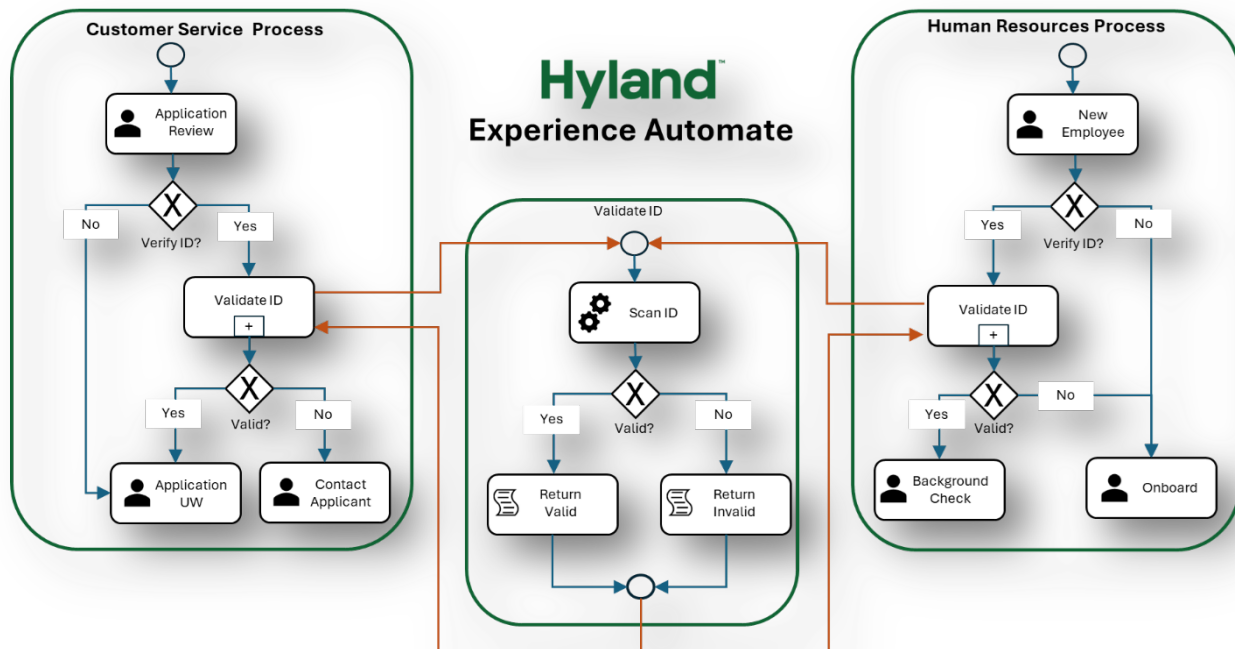 Customer Service Process
Application
Review
No
Yes
Verify ID?
Validate ID
+
Yes
No
Valid?
Application
UW
Contact
Applicant
Hyland™
Experience Automate
Validate ID
Scan ID
Yes
No
Valid?
Return
Valid
Return
Invalid
Human Resources Process
New
Employee
Yes
No
Verify ID?
Validate ID
+
Yes
No
Valid?
Background
Check
Onboard